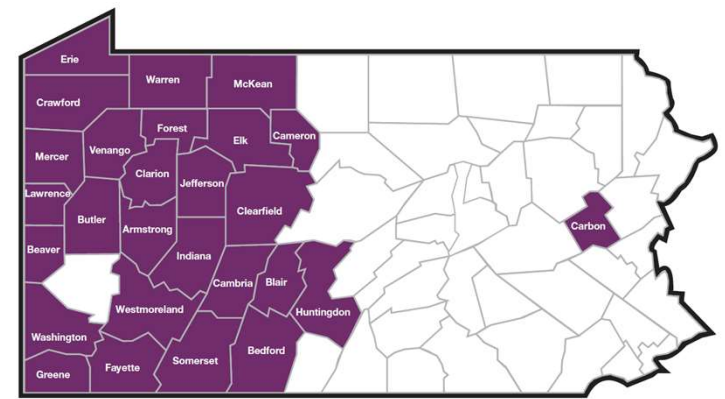 Erie
Warren
McKean
Crawford
Forest
Elk
Cameron
Venango
Mercer
Clarion
Jefferson
Lawrence
Butler
Clearfield
Armstrong
Carbon
Beaver
Indiana
Cambria
Blair
Westmoreland
Huntingdon
Washington
Bedford
Somerset
Fayette
Greene